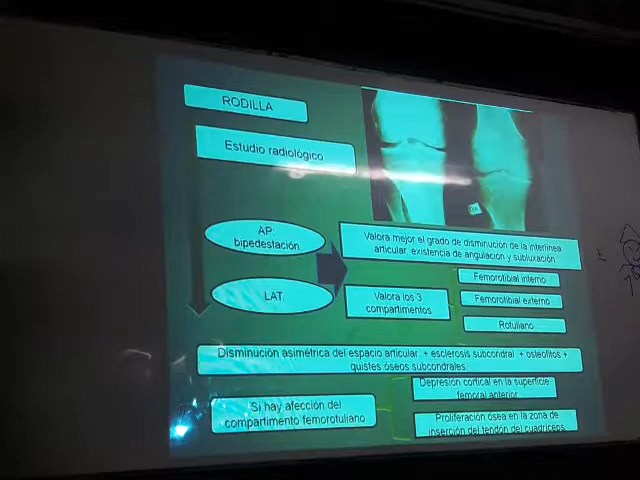 RODILLA
Estudio radiológico
AP:
bipedestación.
Valora mejor el grado de disminución de la interlínea
articular, existencia de angulación y subluxación
LAT.
Valora los 3
compartimentos
Femorotibial interno
Femorotibial externo
Rotuliano
Disminución asimétrica del espacio articular + esclerosis subcondral + osteofitos +
quistes óseos subcondrales.
Si hay afección del
compartimento femorotuliano
Depresión cortical en la superficie
femoral anterior
Proliferación ósea en la zona de
inserción del tendón del cuadríceps.